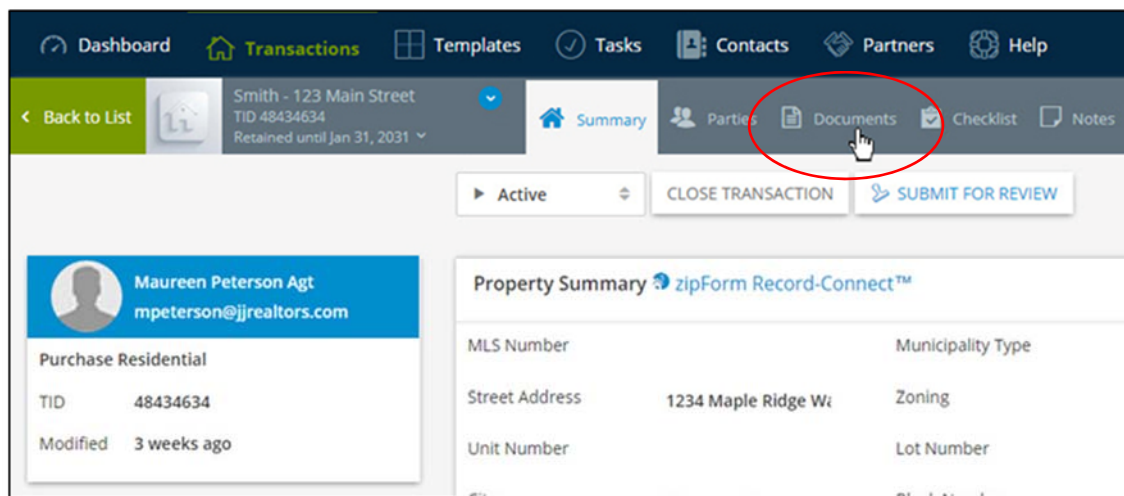 Dashboard Transactions Templates Tasks Contacts Partners Help
Back to List
Smith - 123 Main Street
TID 48434634
Retained until Jan 31, 2031
Summary Parties Documents Checklist Notes
Active CLOSE TRANSACTION SUBMIT FOR REVIEW
Maureen Peterson Agt
mpeterson@jjrealtors.com
Purchase Residential
TID 48434634
Modified 3 weeks ago
Property Summary zipForm Record-Connect™
MLS Number Municipality Type
Street Address 1234 Maple Ridge Wa Zoning
Unit Number Lot Number